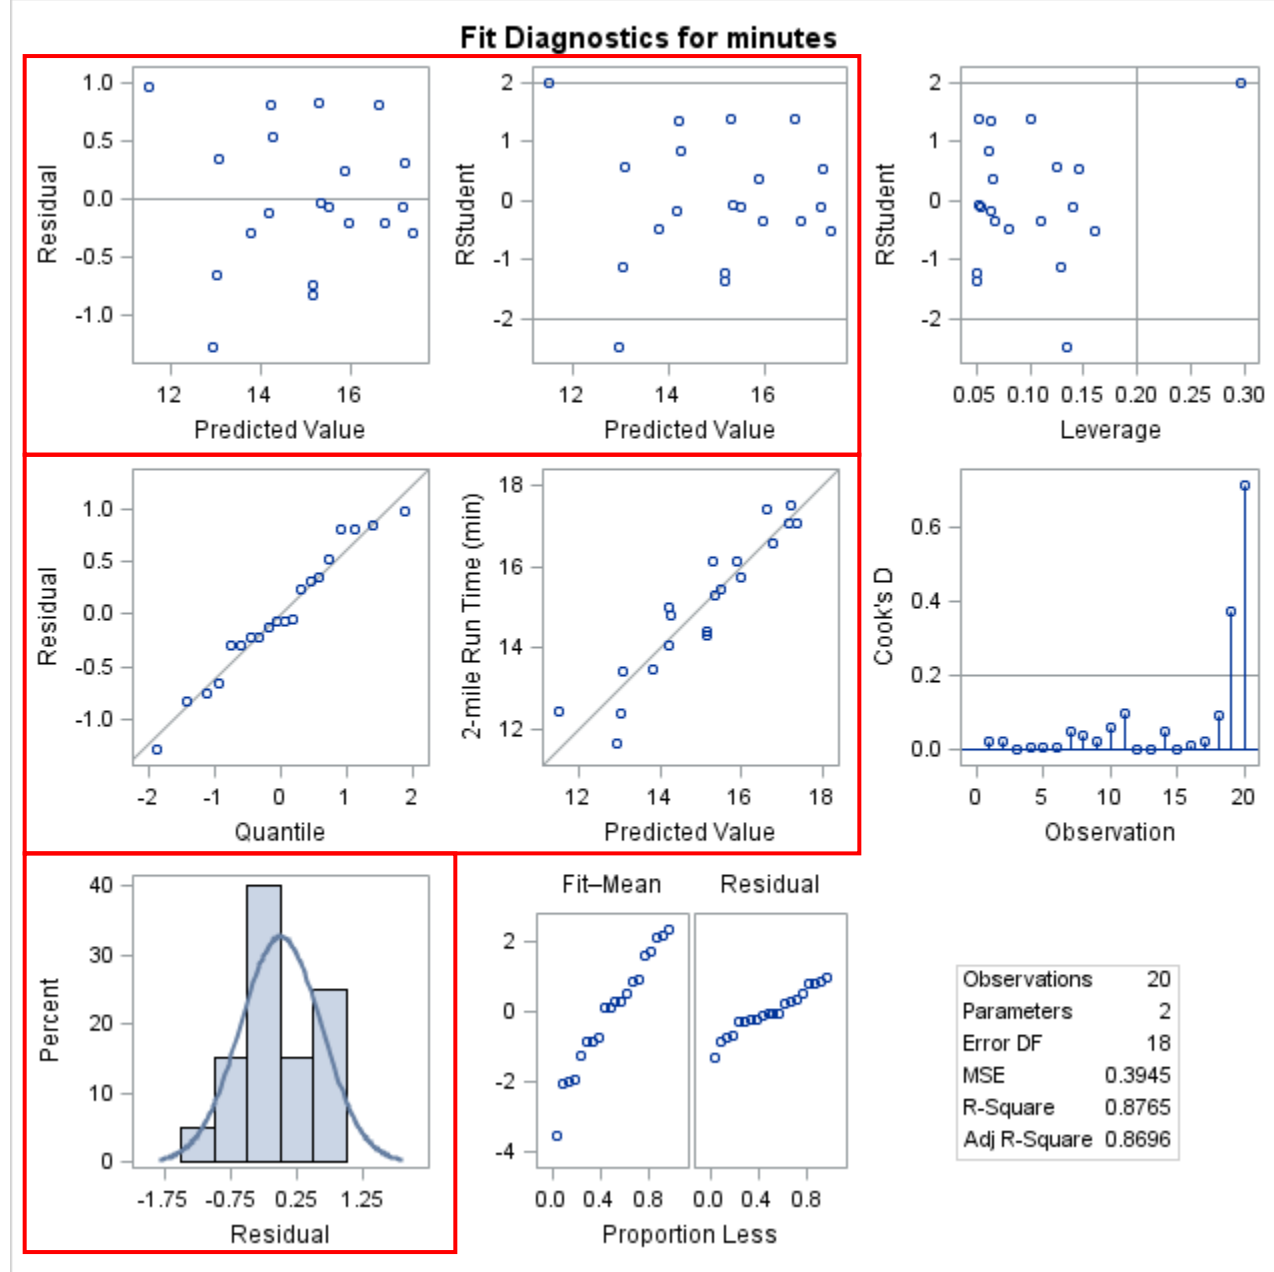 Fit Diagnostics for minutes
1.0
0.5
0.0
-0.5
-1.0
Residual
12 14 16
Predicted Value
2
1
0
-1
-2
RStudent
12 14 16
Predicted Value
2
1
0
-1
-2
RStudent
0.05 0.10 0.15 0.20 0.25 0.30
Leverage
1.0
0.5
0.0
-0.5
-1.0
Residual
-2 -1 0 1 2
Quantile
18
16
14
12
2-mile Run Time (min)
12 14 16 18
Predicted Value
0.6
0.4
0.2
0.0
Cook's D
0 5 10 15 20
Observation
40
30
20
10
0
Percent
-1.75 -0.75 0.25 1.25
Residual
Fit–Mean Residual
2
0
-2
-4
0.0 0.4 0.8 0.0 0.4 0.8
Proportion Less
Observations 20
Parameters 2
Error DF 18
MSE 0.3945
R-Square 0.8765
Adj R-Square 0.8696